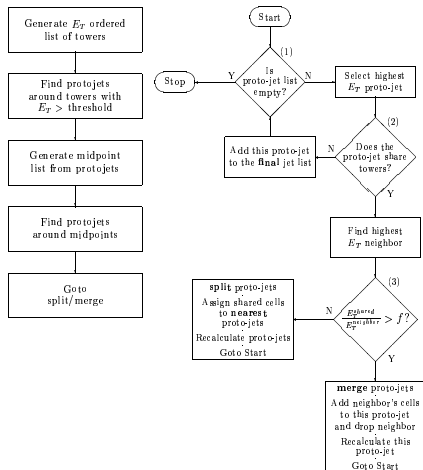 Generate E_T ordered
list of towers
Find protojets
around towers with
E_T > threshold
Generate midpoint
list from protojets
Find protojets
around midpoints
Goto
split/merge
Start
(1)
Is
proto-jet list
empty?
Y
N
Stop
Select highest
E_T proto-jet
(2)
Does the
proto-jet share
towers?
N
Y
Add this proto-jet
to the final jet list
Find highest
E_T neighbor
(3)
E_T^shared / E_T^neighbor > f ?
N
Y
split proto-jets
Assign shared cells
to nearest
proto-jets
Recalculate proto-jets
Goto Start
merge proto-jets
Add neighbor's cells
to this proto-jet
and drop neighbor
Recalculate this
proto-jet
Goto Start